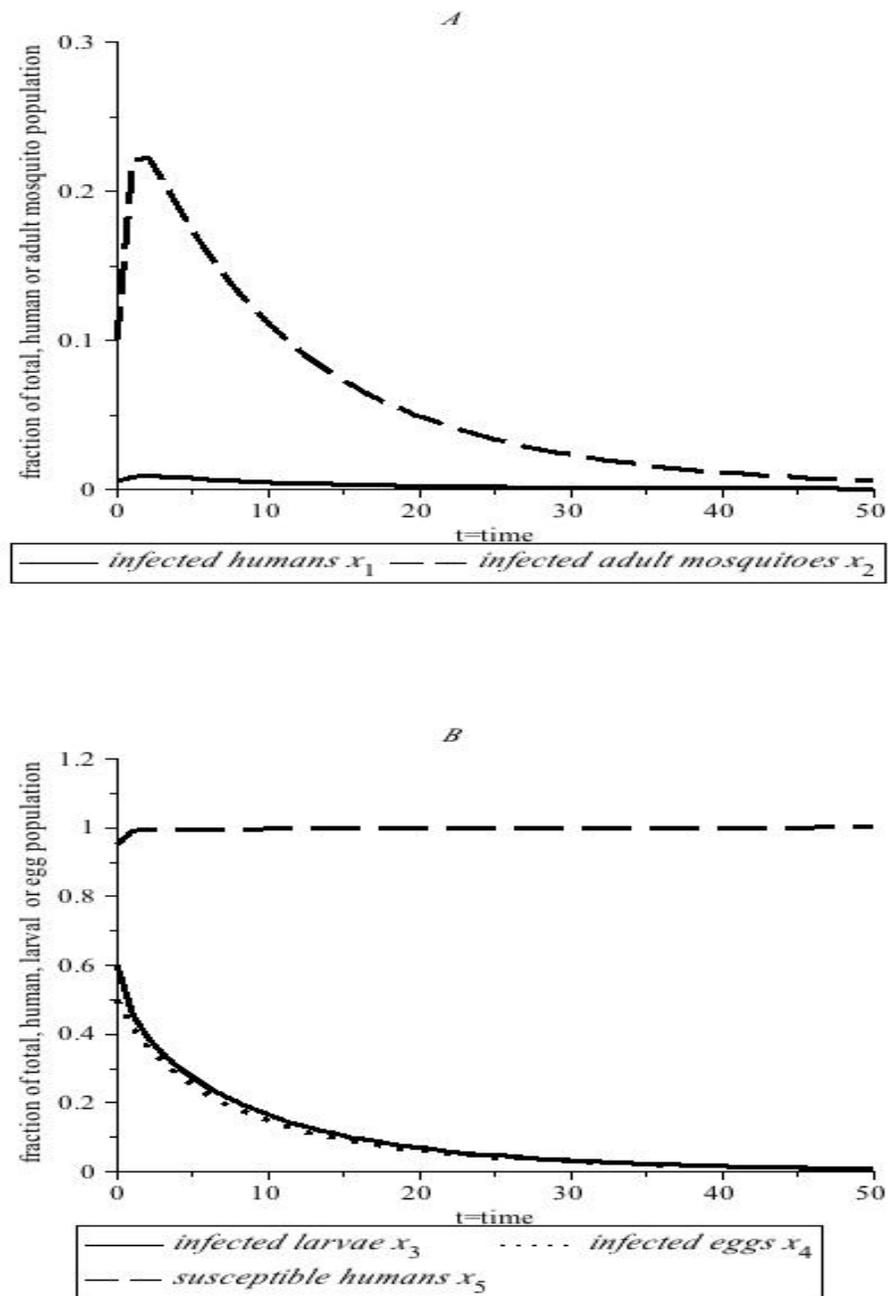 A
fraction of total, human or adult mosquito population
0.3
0.2
0.1
0
0 10 20 30 40 50
t=time
infected humans x1 infected adult mosquitoes x2
B
fraction of total, human, larval or egg population
1.2
1
0.8
0.6
0.4
0.2
0
0 10 20 30 40 50
t=time
infected larvae x3 infected eggs x4
susceptible humans x5